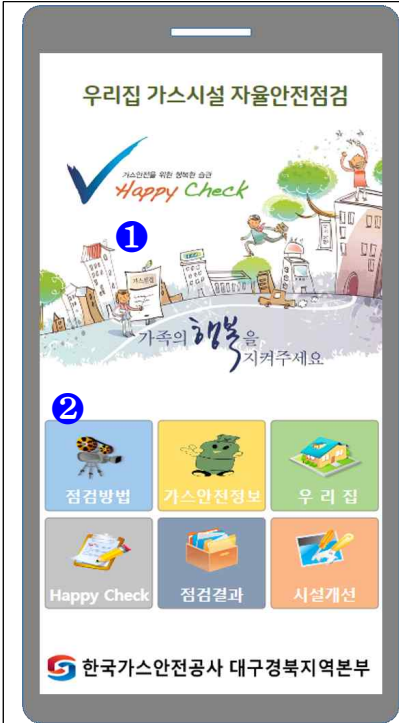 우리집 가스시설 자율안전점검
가스안전을 위한 행복한 습관
Happy Check
❶
가스점검
가족의 행복을
지켜주세요
❷
점검방법
가스안전정보
우 리 집
Happy Check
점검결과
시설개선
한국가스안전공사 대구경북지역본부